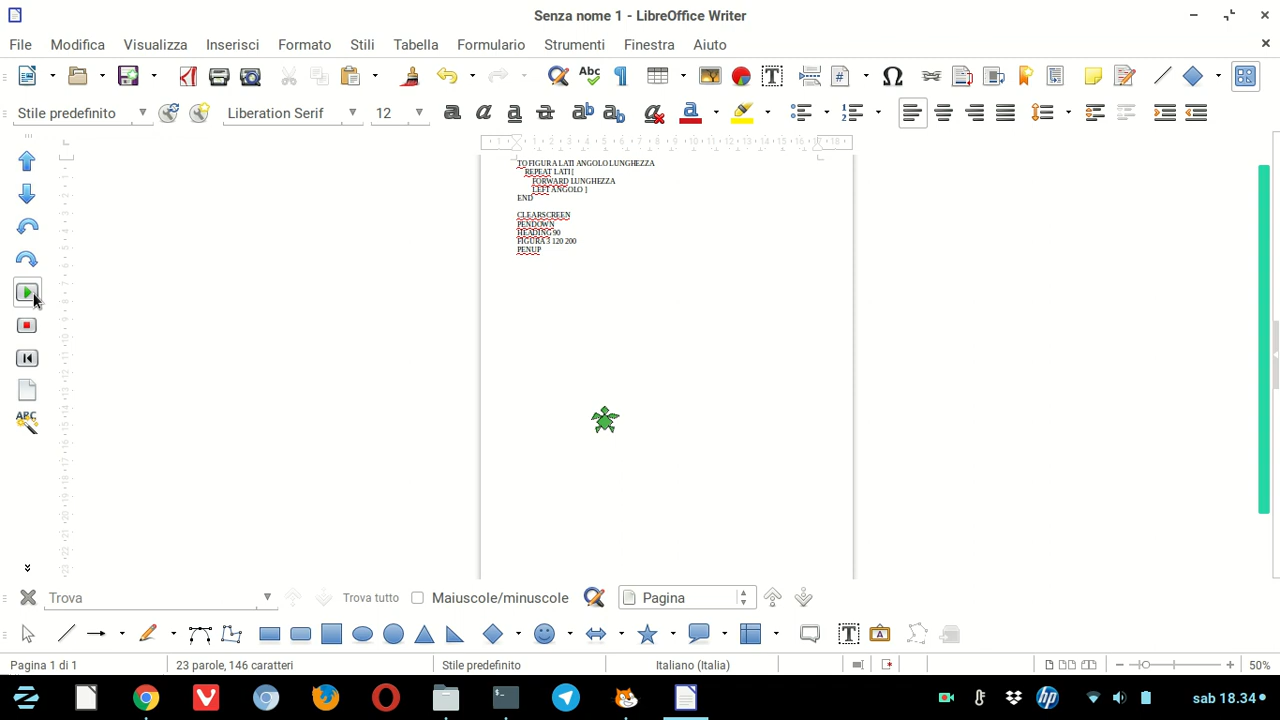 Senza nome 1 - LibreOffice Writer
File Modifica Visualizza Inserisci Formato Stili Tabella Formulario Strumenti Finestra Aiuto
Stile predefinito Liberation Serif 12
TO FIGURA LATI ANGOLO LUNGHEZZA
REPEAT LATI [
FORWARD LUNGHEZZA
LEFT ANGOLO ]
END
CLEARSCREEN
PENDOWN
HEADING 90
FIGURA 3 120 200
PENUP
Trova Trova tutto Maiuscole/minuscole Pagina
Pagina 1 di 1 23 parole, 146 caratteri Stile predefinito Italiano (Italia) 50%
sab 18.34